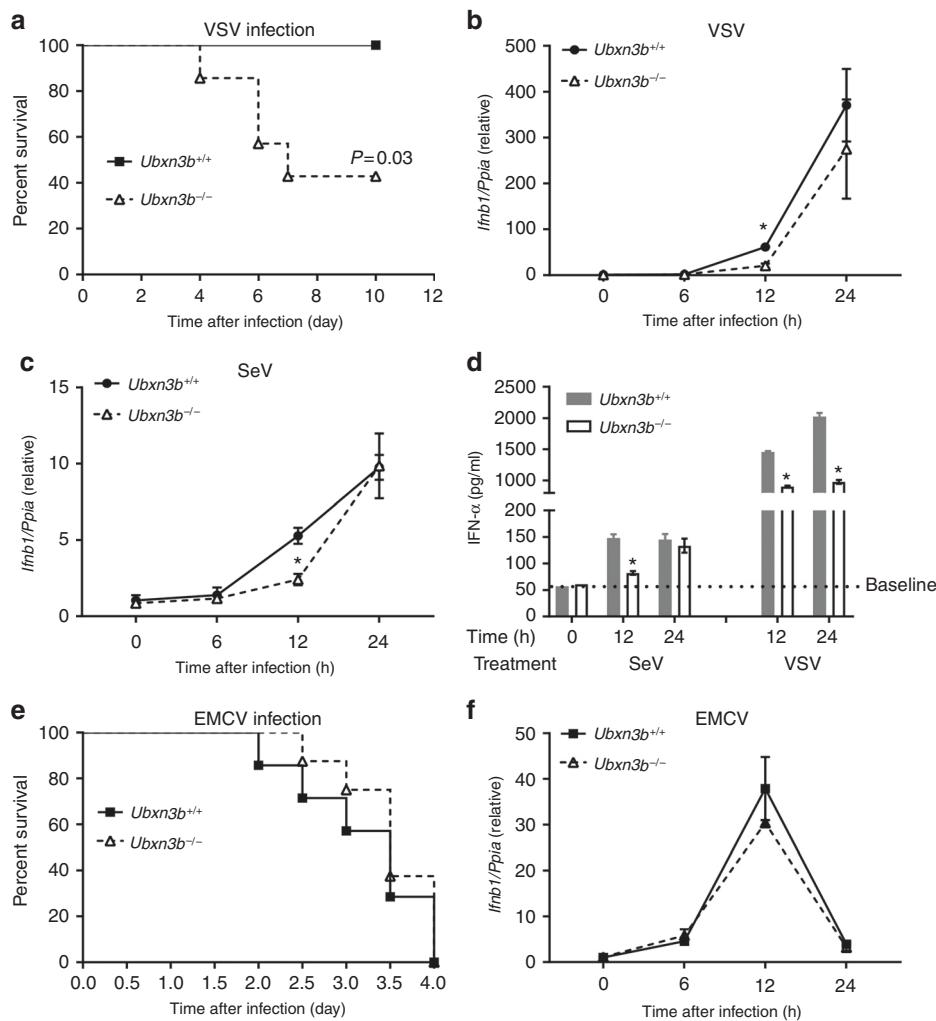 a
VSV infection
100
80
60
40
20
0
Percent survival
Ubxn3b+/+
Ubxn3b–/–
P=0.03
0 2 4 6 8 10 12
Time after infection (day)
b
VSV
500
400
300
200
100
0
Ifnb1/Ppia (relative)
Ubxn3b+/+
Ubxn3b–/–
*
0 6 12 24
Time after infection (h)
c
SeV
15
10
5
0
Ifnb1/Ppia (relative)
Ubxn3b+/+
Ubxn3b–/–
*
0 6 12 24
Time after infection (h)
d
2500
2000
1500
1000
200
150
100
50
0
IFN-α (pg/ml)
Ubxn3b+/+
Ubxn3b–/–
* * *
Baseline
Time (h) 0 12 24 12 24
Treatment SeV VSV
e
EMCV infection
100
80
60
40
20
0
Percent survival
Ubxn3b+/+
Ubxn3b–/–
0.0 0.5 1.0 1.5 2.0 2.5 3.0 3.5 4.0
Time after infection (day)
f
EMCV
50
40
30
20
10
0
Ifnb1/Ppia (relative)
Ubxn3b+/+
Ubxn3b–/–
0 6 12 24
Time after infection (h)